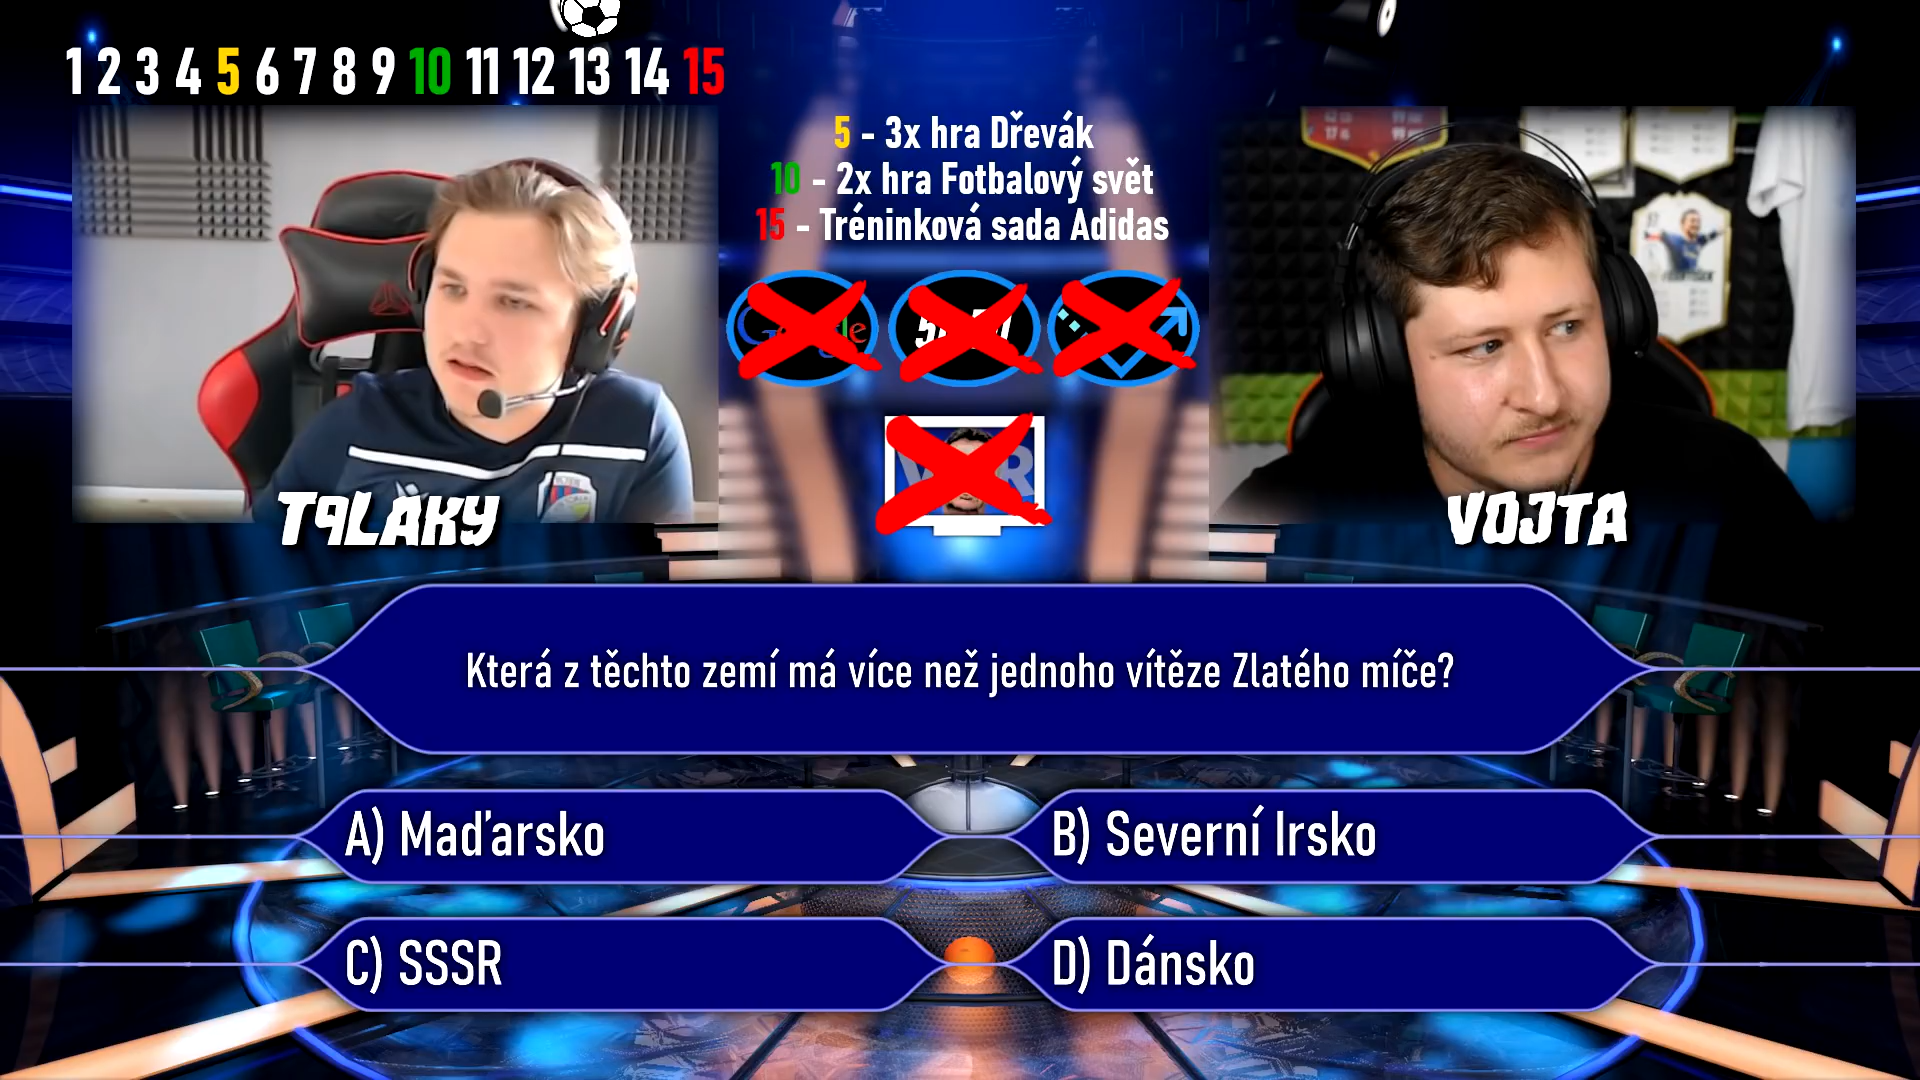 1 2 3 4 5 6 7 8 9 10 11 12 13 14 15
5 - 3x hra Dřevák
10 - 2x hra Fotbalový svět
15 - Tréninková sada Adidas
T9LAKY
VOJTA
Která z těchto zemí má více než jednoho vítěze Zlatého míče?
A) Maďarsko
B) Severní Irsko
C) SSSR
D) Dánsko